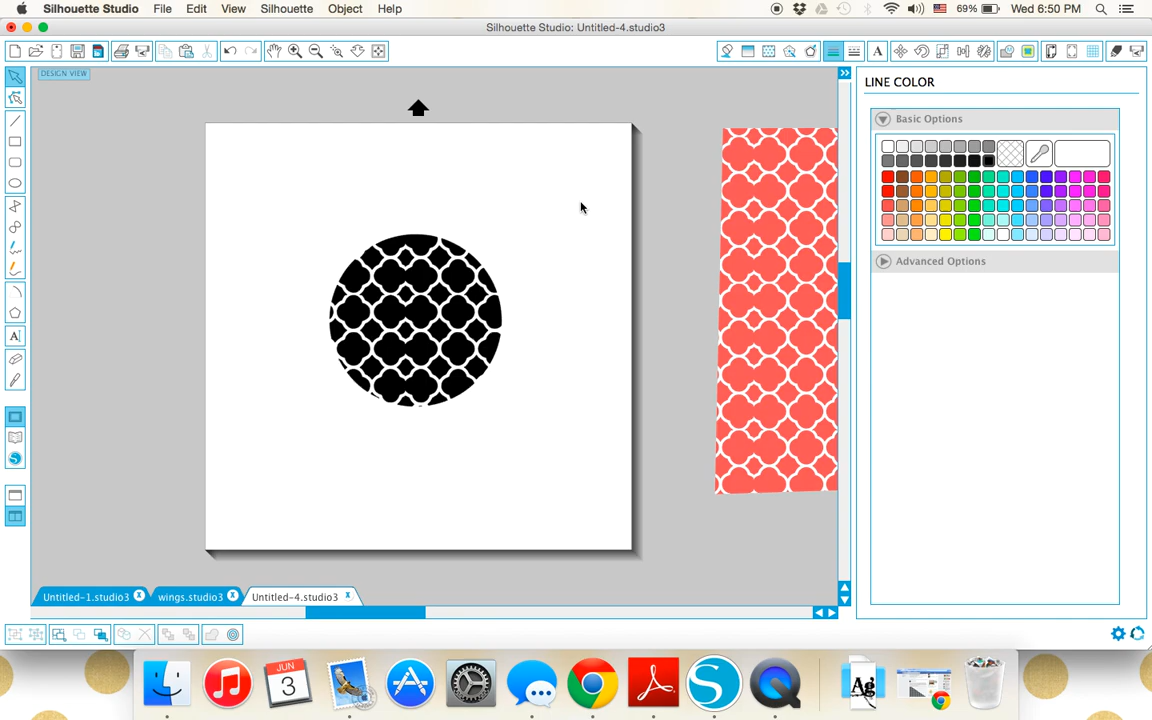 Silhouette Studio File Edit View Silhouette Object Help 69% Wed 6:50 PM
Silhouette Studio: Untitled-4.studio3
DESIGN VIEW
LINE COLOR
Basic Options
Advanced Options
Untitled-1.studio3 wings.studio3 Untitled-4.studio3
JUN
3
Ag